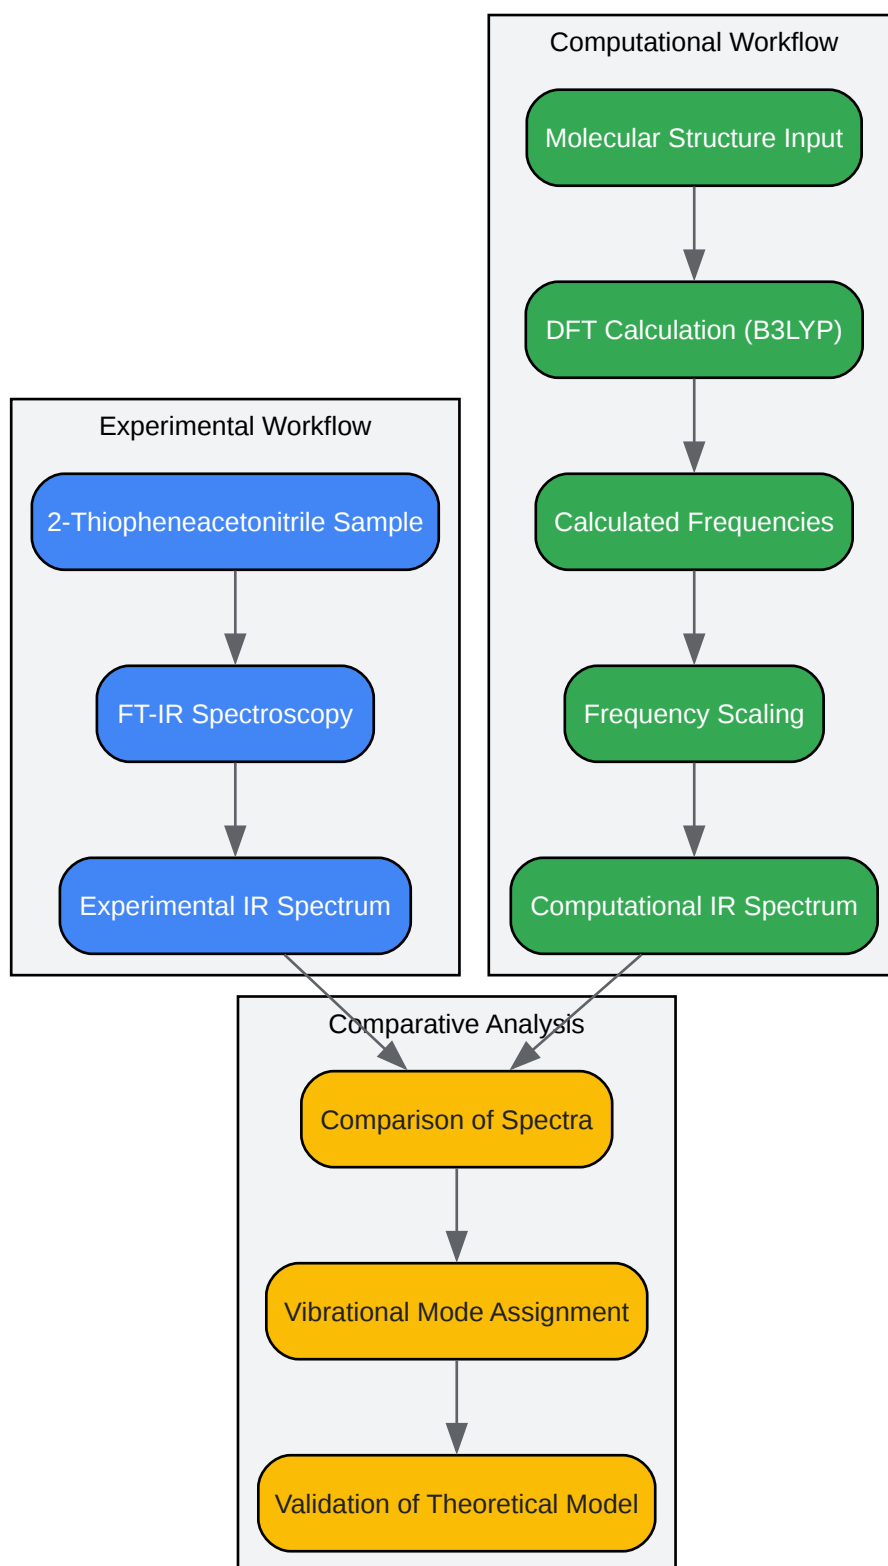 Computational Workflow
Molecular Structure Input
DFT Calculation (B3LYP)
Experimental Workflow
2-Thiopheneacetonitrile Sample
Calculated Frequencies
FT-IR Spectroscopy
Frequency Scaling
Experimental IR Spectrum
Computational IR Spectrum
Comparative Analysis
Comparison of Spectra
Vibrational Mode Assignment
Validation of Theoretical Model